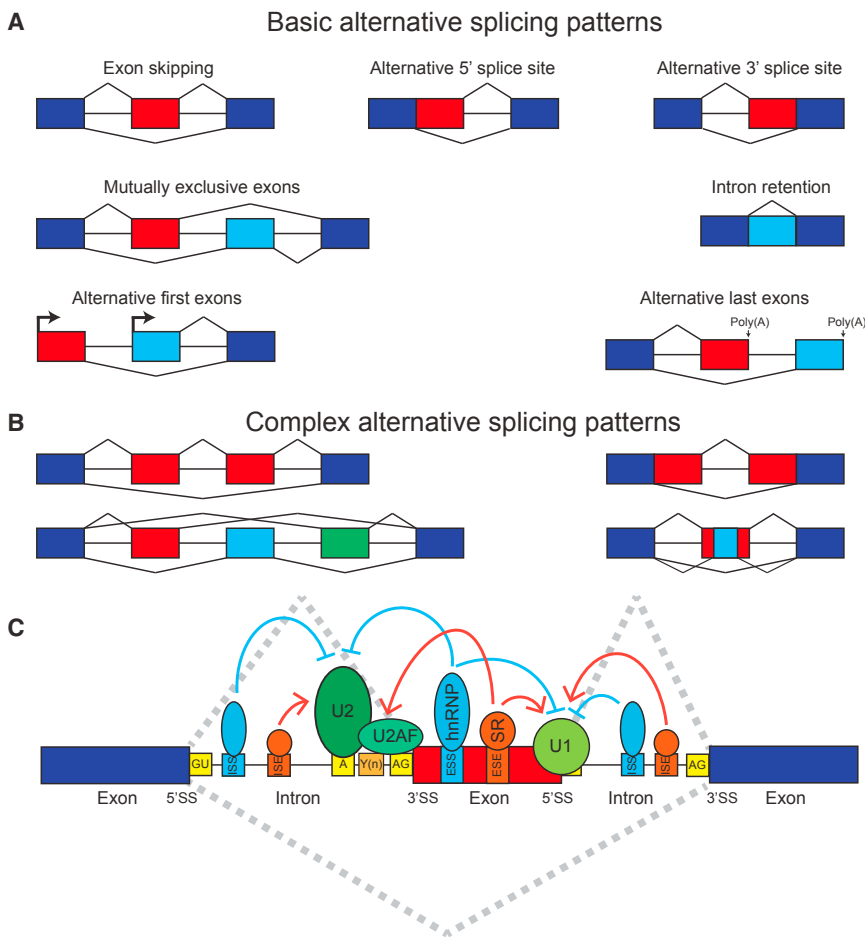 A
Basic alternative splicing patterns
Exon skipping
Alternative 5' splice site
Alternative 3' splice site
Mutually exclusive exons
Intron retention
Alternative first exons
Alternative last exons
Poly(A)
Poly(A)
B
Complex alternative splicing patterns
C
U2
U2AF
hnRNP
SR
U1
GU
ISS
ISE
A
Y(n)
AG
ESS
ESE
ISS
ISE
AG
Exon
5'SS
Intron
3'SS
Exon
5'SS
Intron
3'SS
Exon